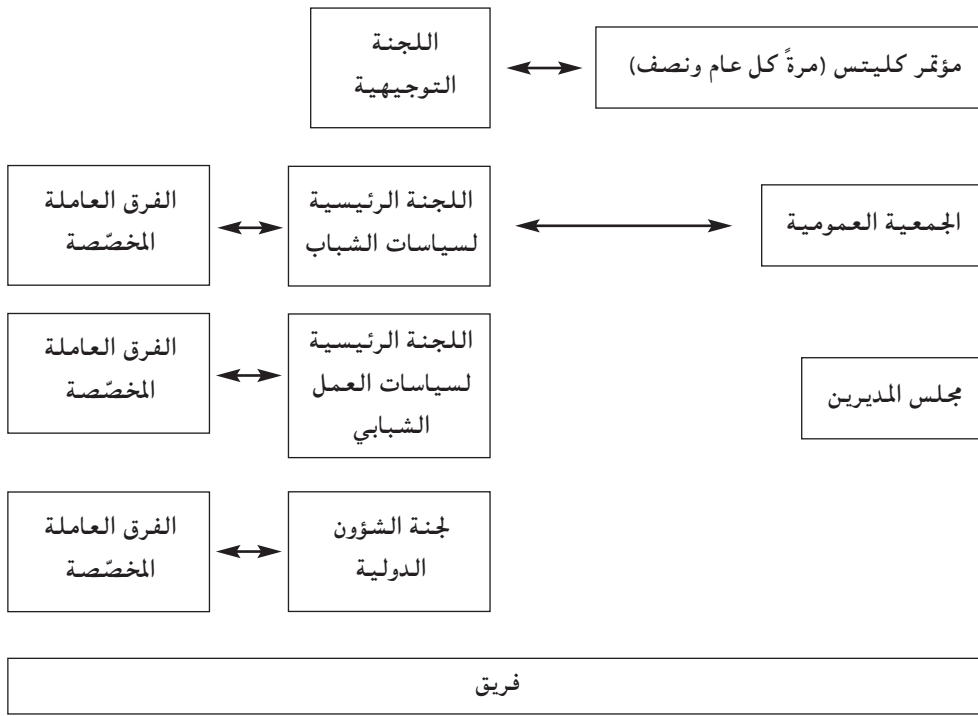 مؤتمر كليتس (مرةً كل عام ونصف)
اللجنة
التوجيهية
الجمعية العمومية
اللجنة الرئيسية
لسياسات الشباب
الفرق العاملة
المخصّصة
مجلس المديرين
اللجنة الرئيسية
لسياسات العمل
الشبابي
الفرق العاملة
المخصّصة
لجنة الشؤون
الدولية
الفرق العاملة
المخصّصة
فريق